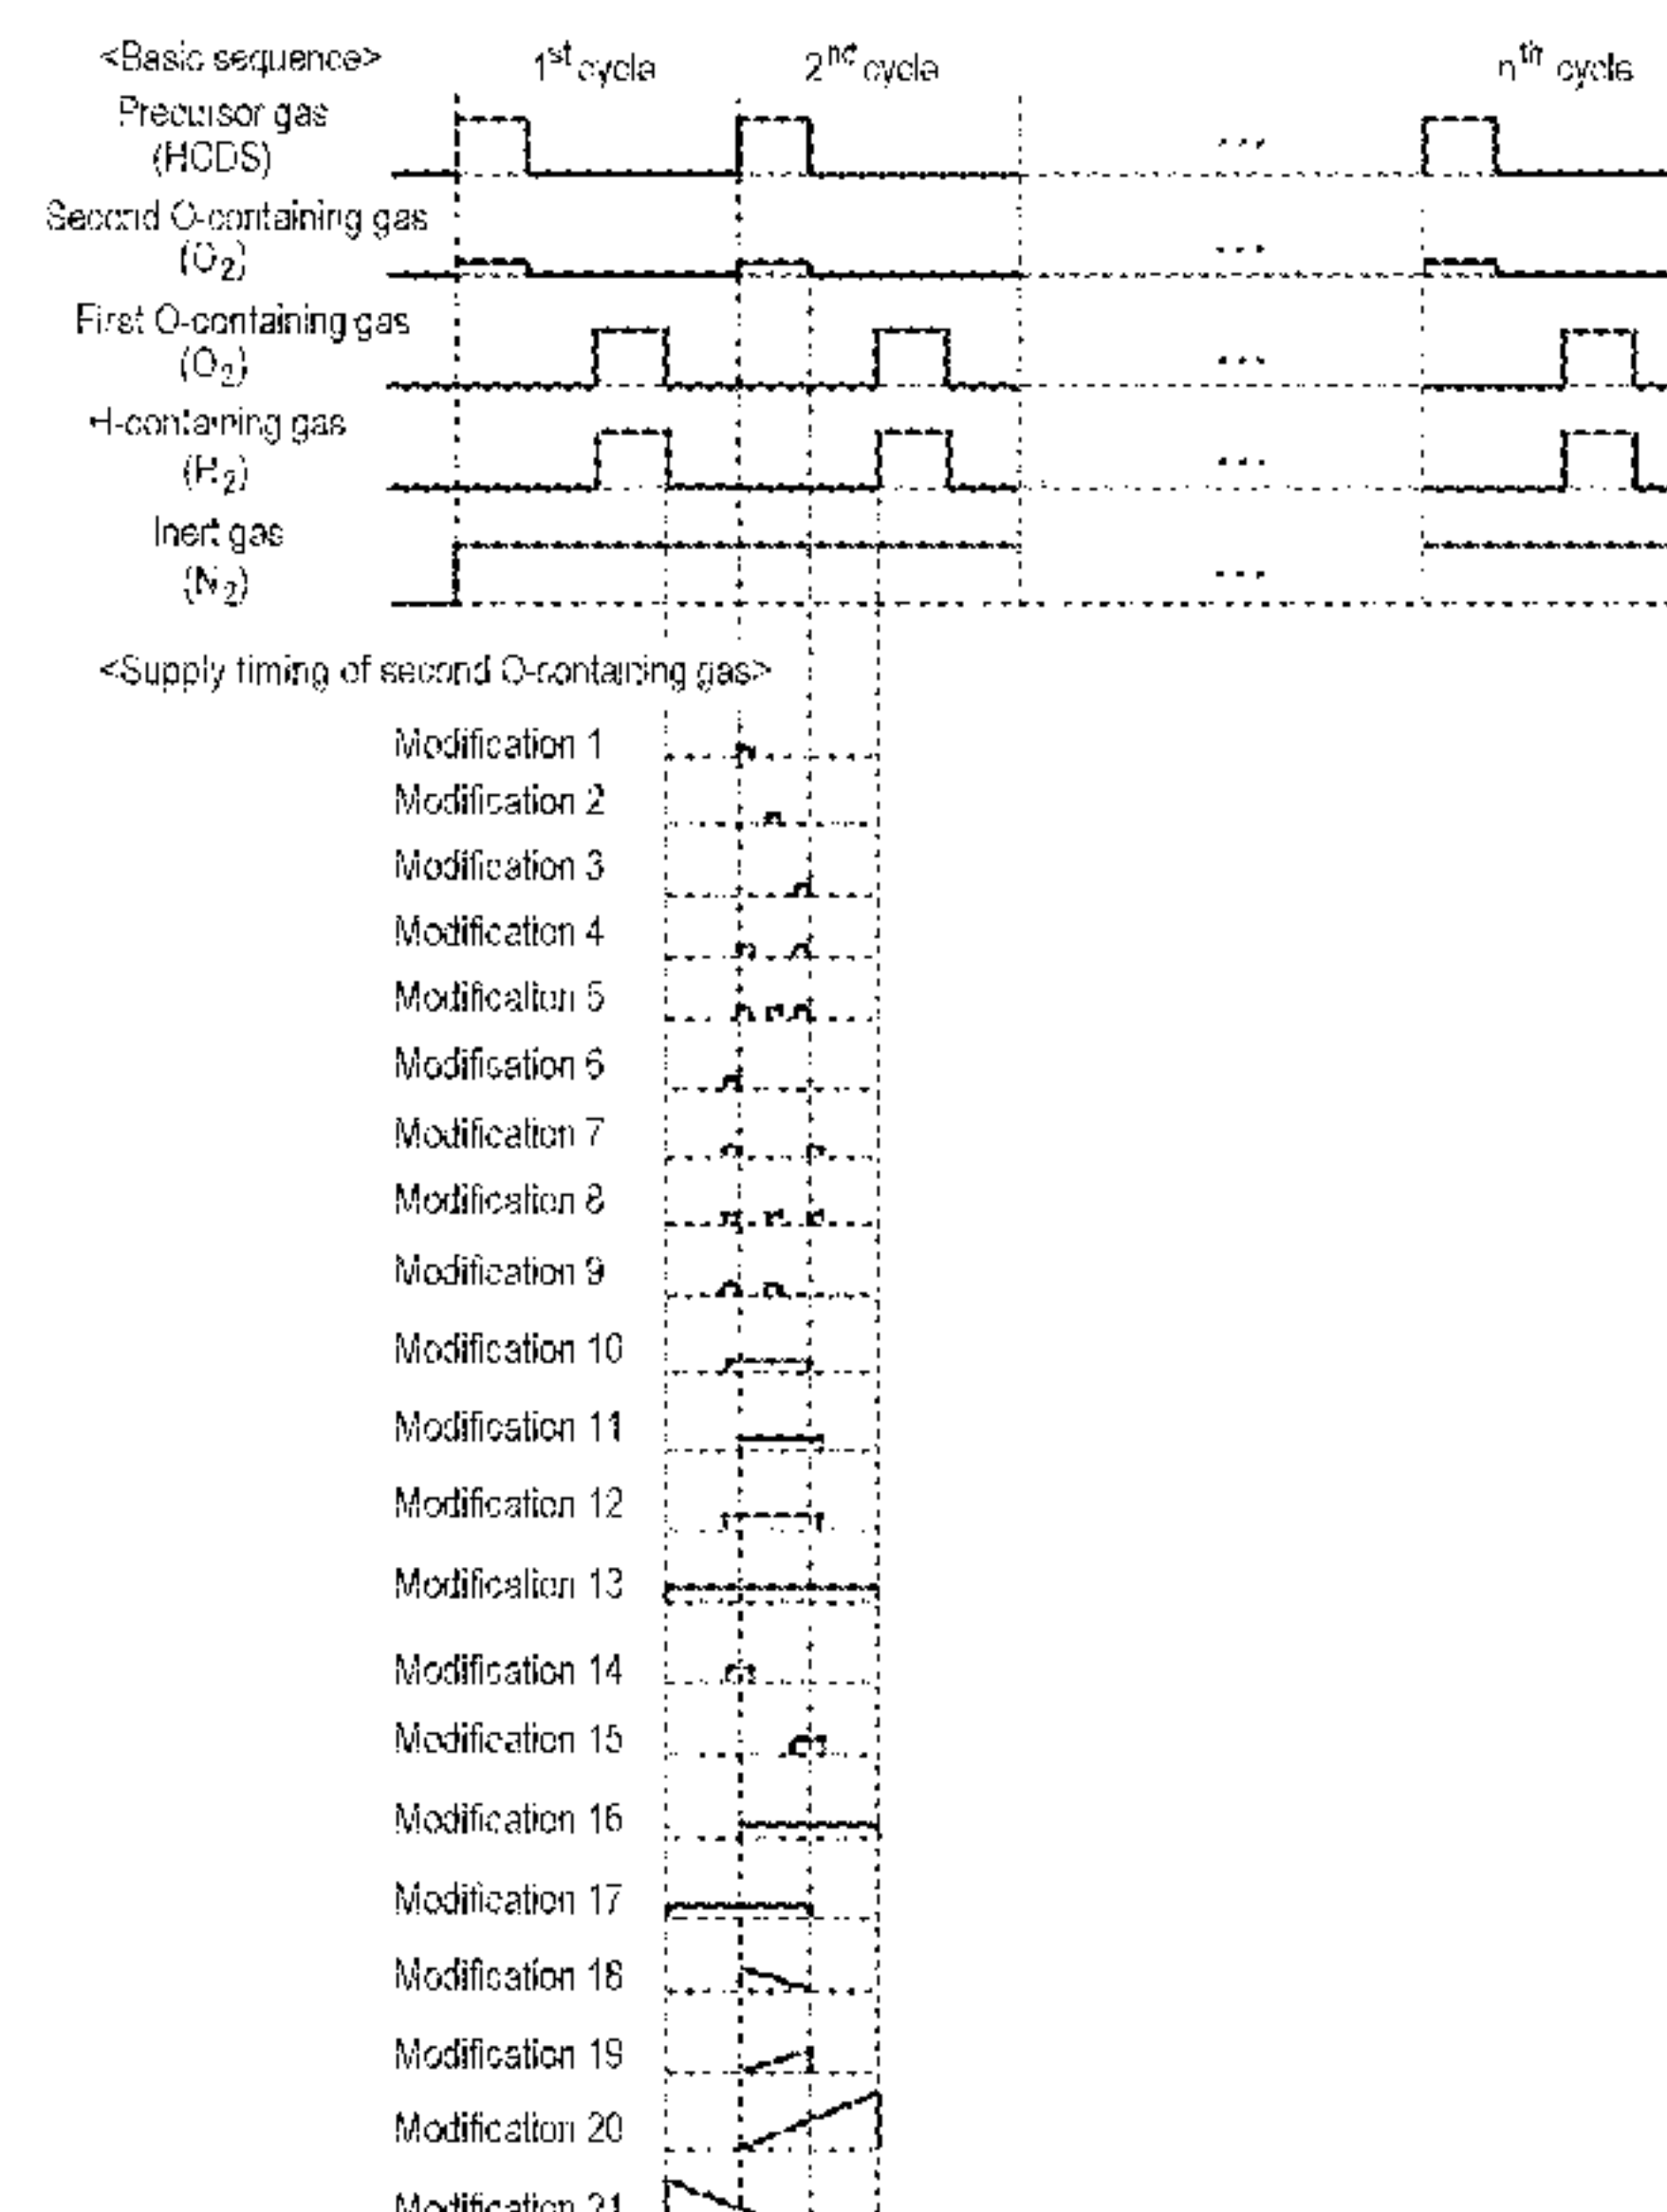 <Basic sequence>
1st cycle 2nd cycle nth cycle
Precursor gas
(HCDS)
...
Second O-containing gas
(O2)
...
First O-containing gas
(O2)
...
H-containing gas
(H2)
...
Inert gas
(N2)
...
<Supply timing of second O-containing gas>
Modification 1
Modification 2
Modification 3
Modification 4
Modification 5
Modification 6
Modification 7
Modification 8
Modification 9
Modification 10
Modification 11
Modification 12
Modification 13
Modification 14
Modification 15
Modification 16
Modification 17
Modification 18
Modification 19
Modification 20
Modification 21